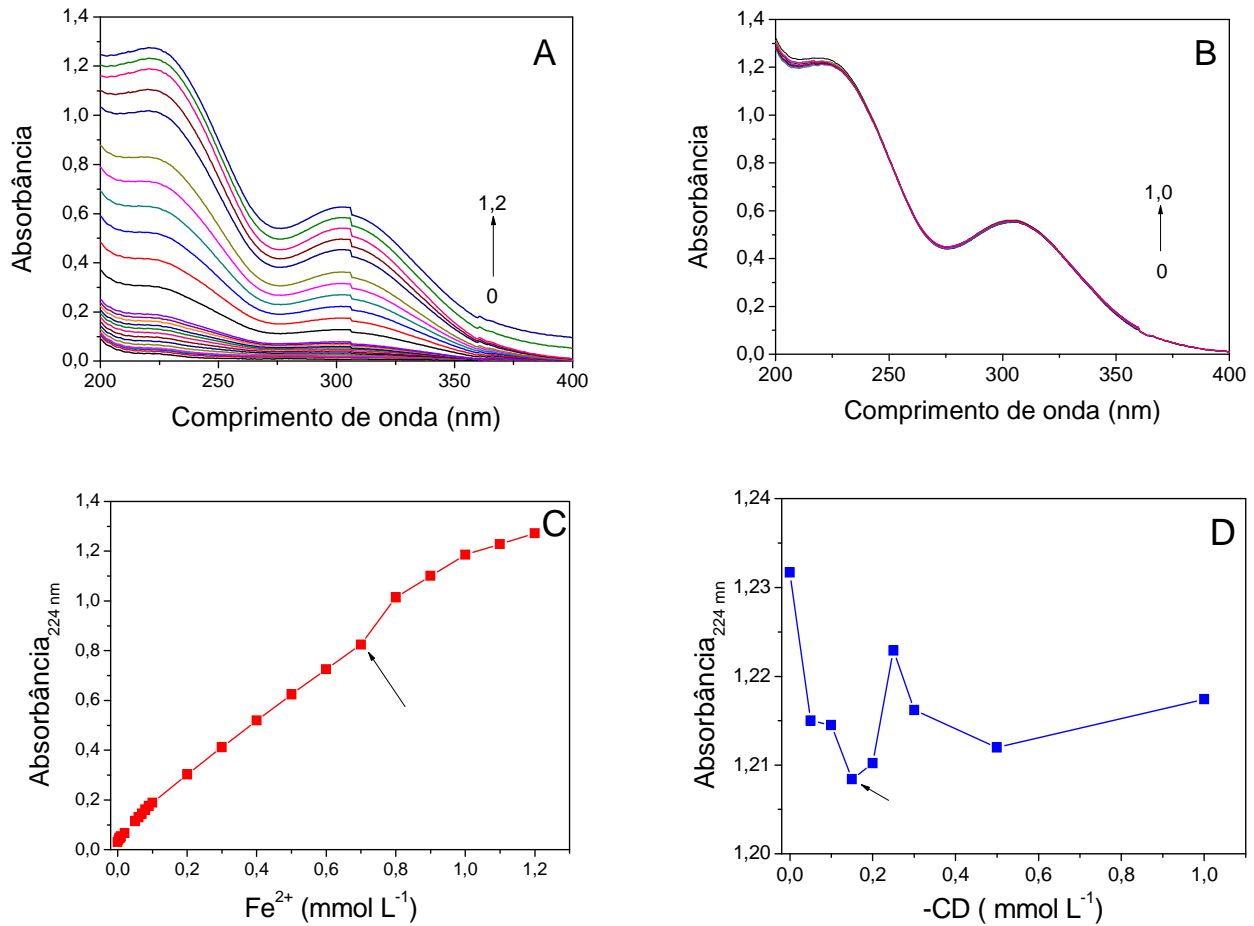 A
1,4
1,2
1,0
0,8
0,6
0,4
0,2
0,0
Absorbância
1,2
0
200 250 300 350 400
Comprimento de onda (nm)
B
1,4
1,2
1,0
0,8
0,6
0,4
0,2
0,0
Absorbância
1,0
0
200 250 300 350 400
Comprimento de onda (nm)
C
1,4
1,2
1,0
0,8
0,6
0,4
0,2
0,0
Absorbância224 nm
0,0 0,2 0,4 0,6 0,8 1,0 1,2
Fe2+ (mmol L-1)
D
1,24
1,23
1,22
1,21
1,20
Absorbância224 mn
0,0 0,2 0,4 0,6 0,8 1,0
-CD ( mmol L-1)